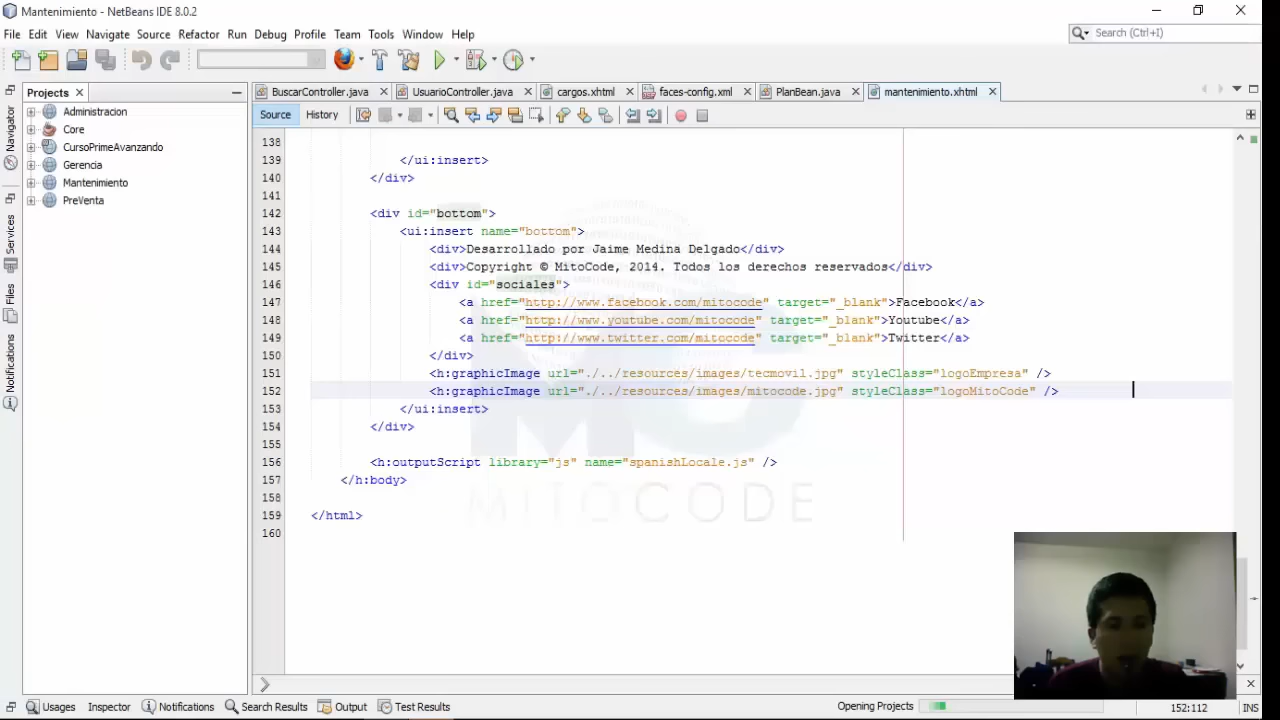 Mantenimiento - NetBeans IDE 8.0.2
File Edit View Navigate Source Refactor Run Debug Profile Team Tools Window Help
Search (Ctrl+I)
Projects
BuscarController.java UsuarioController.java cargos.xhtml faces-config.xml PlanBean.java mantenimiento.xhtml
Source History
Navigator
Services
Files
Notifications
Administracion
Core
CursoPrimeAvanzando
Gerencia
Mantenimiento
PreVenta
138
139 </ui:insert>
140 </div>
141
142 <div id="bottom">
143 <ui:insert name="bottom">
144 <div>Desarrollado por Jaime Medina Delgado</div>
145 <div>Copyright © MitoCode, 2014. Todos los derechos reservados</div>
146 <div id="sociales">
147 <a href="http://www.facebook.com/mitocode" target="_blank">Facebook</a>
148 <a href="http://www.youtube.com/mitocode" target="_blank">Youtube</a>
149 <a href="http://www.twitter.com/mitocode" target="_blank">Twitter</a>
150 </div>
151 <h:graphicImage url="./../resources/images/tecmovil.jpg" styleClass="logoEmpresa" />
152 <h:graphicImage url="./../resources/images/mitocode.jpg" styleClass="logoMitoCode" />
153 </ui:insert>
154 </div>
155
156 <h:outputScript library="js" name="spanishLocale.js" />
157 </h:body>
158
159 </html>
160
MITOCODE
Usages Inspector Notifications Search Results Output Test Results
Opening Projects
152:112 INS